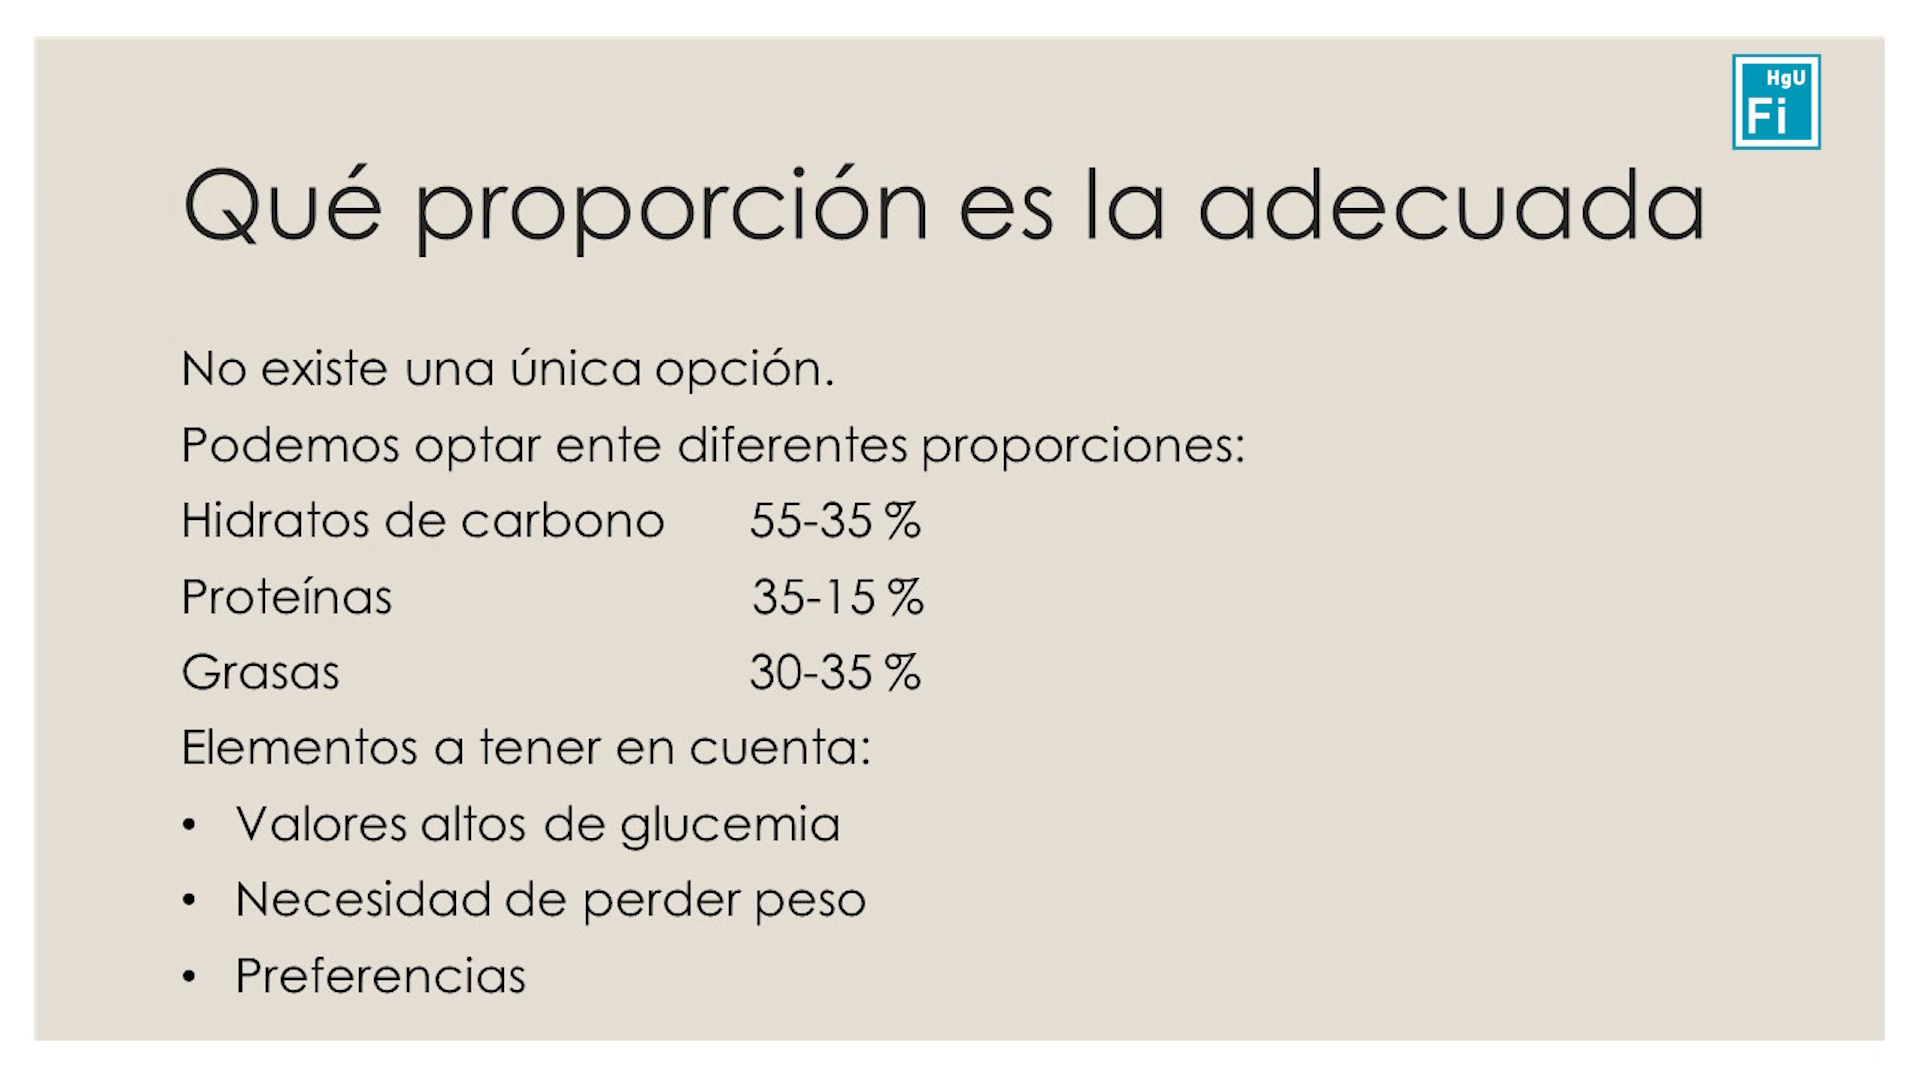 HgU
Fi
Qué proporción es la adecuada
No existe una única opción.
Podemos optar ente diferentes proporciones:
Hidratos de carbono 55-35 %
Proteínas 35-15 %
Grasas 30-35 %
Elementos a tener en cuenta:
• Valores altos de glucemia
• Necesidad de perder peso
• Preferencias